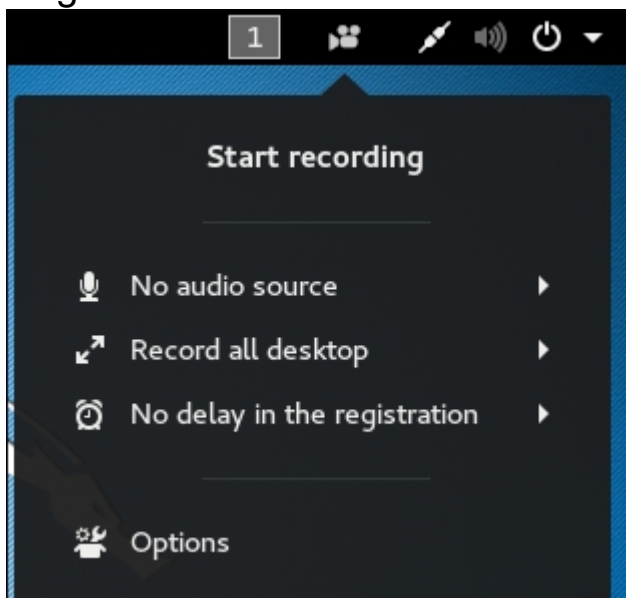 1
Start recording
No audio source
Record all desktop
No delay in the registration
Options